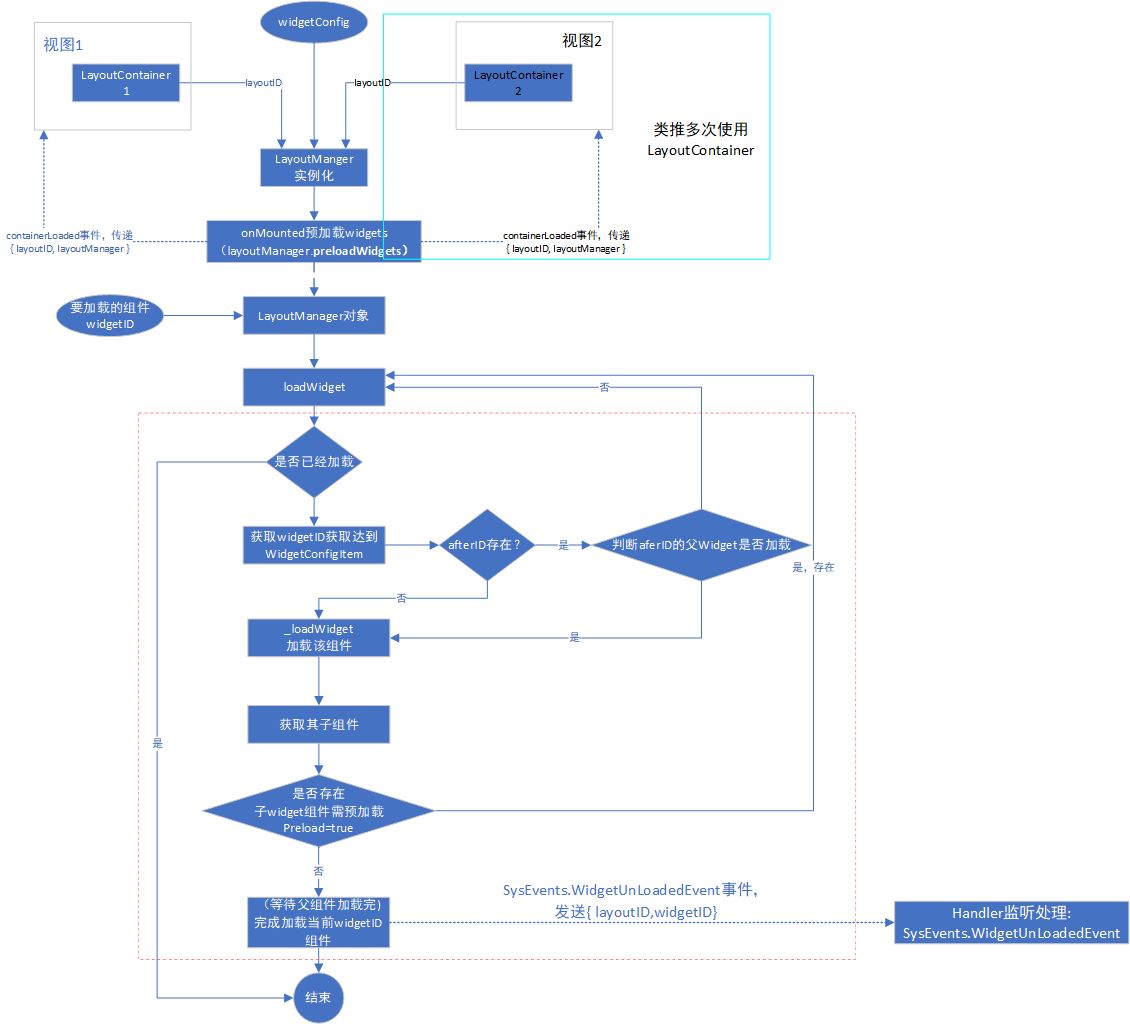 widgetConfig
视图1
LayoutContainer
1
layoutID
视图2
LayoutContainer
2
layoutID
类推多次使用
LayoutContainer
LayoutManger
实例化
onMounted预加载widgets
（layoutManager.preloadWidgets）
containerLoaded事件，传递
{ layoutID, layoutManager }
containerLoaded事件，传递
{ layoutID, layoutManager }
要加载的组件
widgetID
LayoutManager对象
loadWidget
否
是否已经加载
获取widgetID获取达到
WidgetConfigItem
afterID存在？
是
判断aferID的父Widget是否加载
是，存在
否
_loadWidget
加载该组件
是
获取其子组件
是
是否存在
子widget组件需预加载
Preload=true
否
（等待父组件加载完)
完成加载当前widgetID
组件
SysEvents.WidgetUnLoadedEvent事件，
发送{ layoutID,widgetID}
Handler监听处理:
SysEvents.WidgetUnLoadedEvent
结束